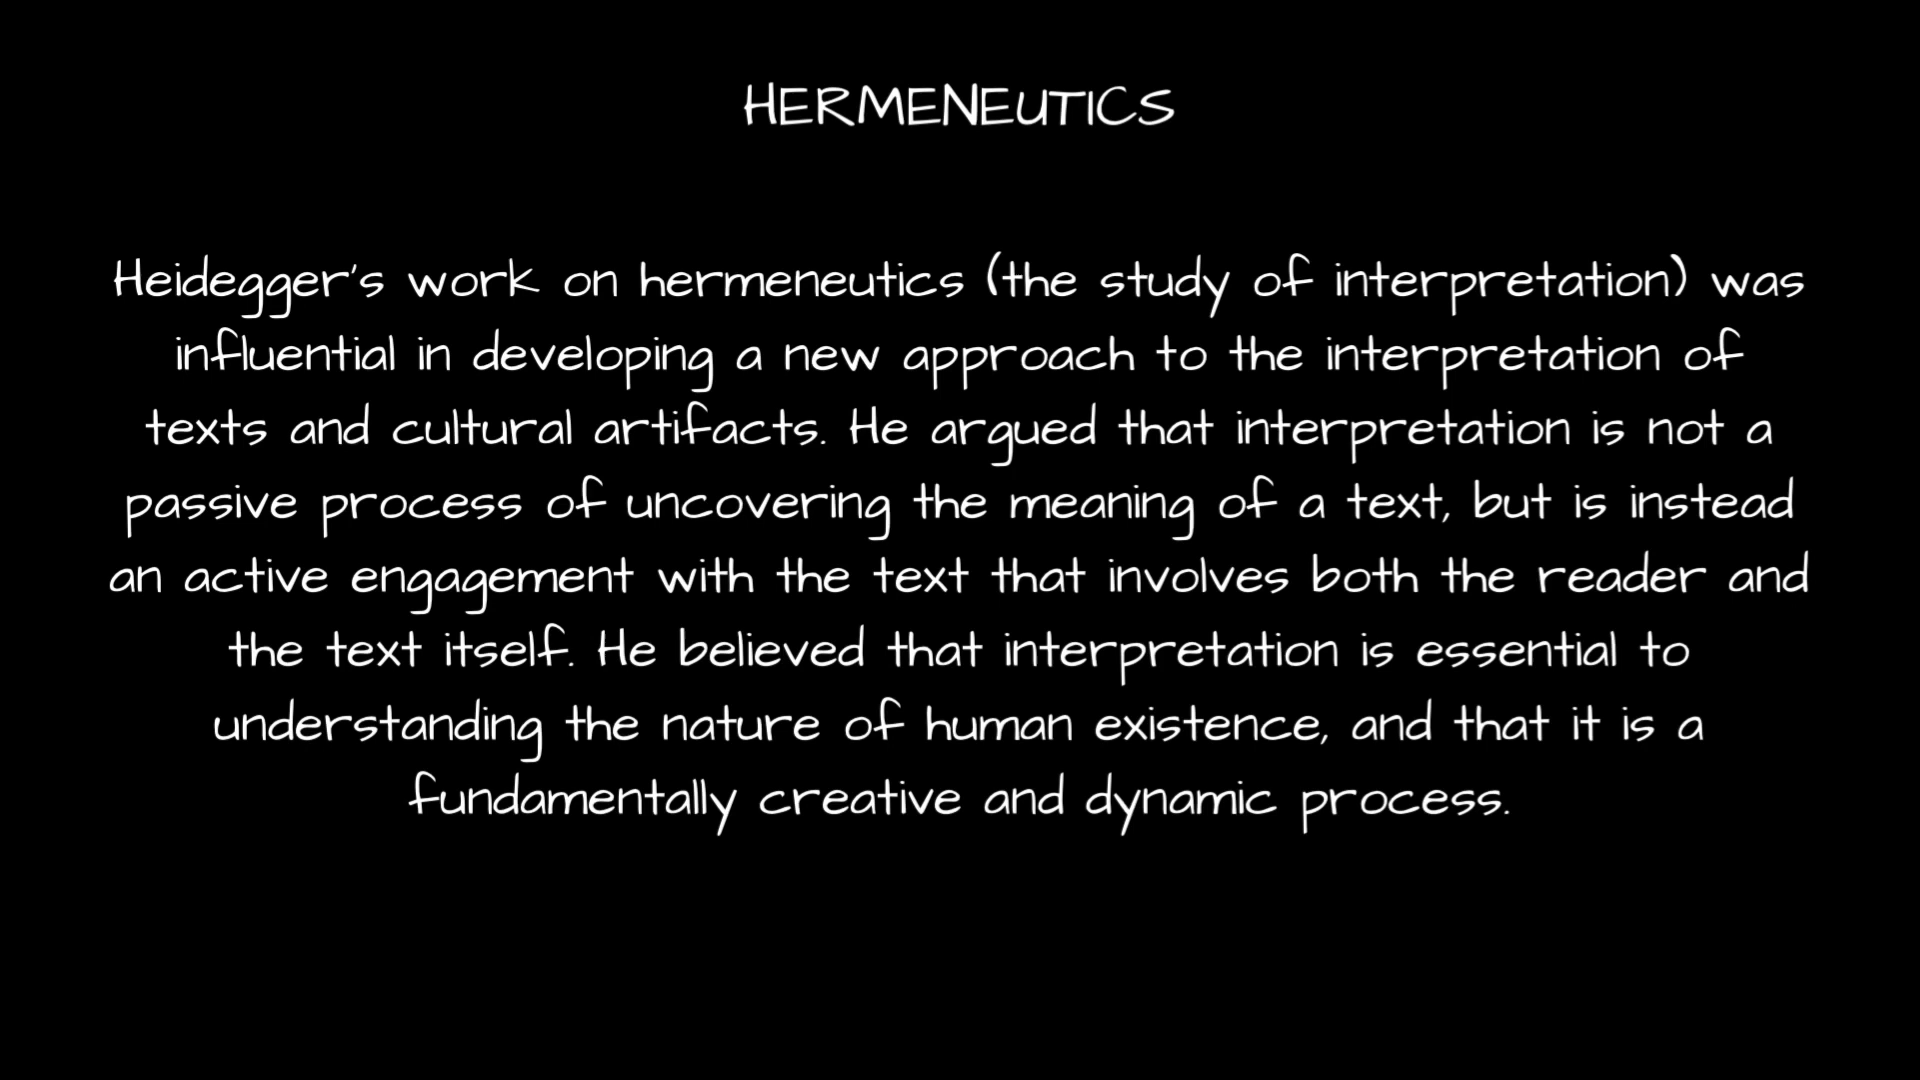 HERMENEUTICS
Heidegger's work on hermeneutics (the study of interpretation) was
influential in developing a new approach to the interpretation of
texts and cultural artifacts. He argued that interpretation is not a
passive process of uncovering the meaning of a text, but is instead
an active engagement with the text that involves both the reader and
the text itself. He believed that interpretation is essential to
understanding the nature of human existence, and that it is a
fundamentally creative and dynamic process.